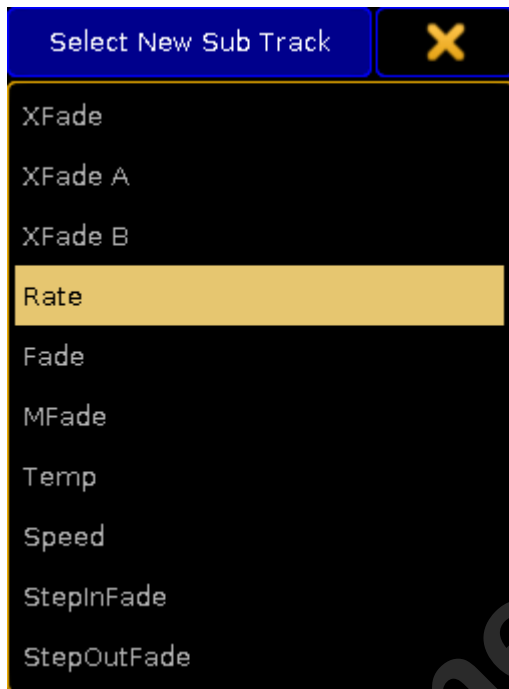 Select New Sub Track
XFade
XFade A
XFade B
Rate
Fade
MFade
Temp
Speed
StepInFade
StepOutFade